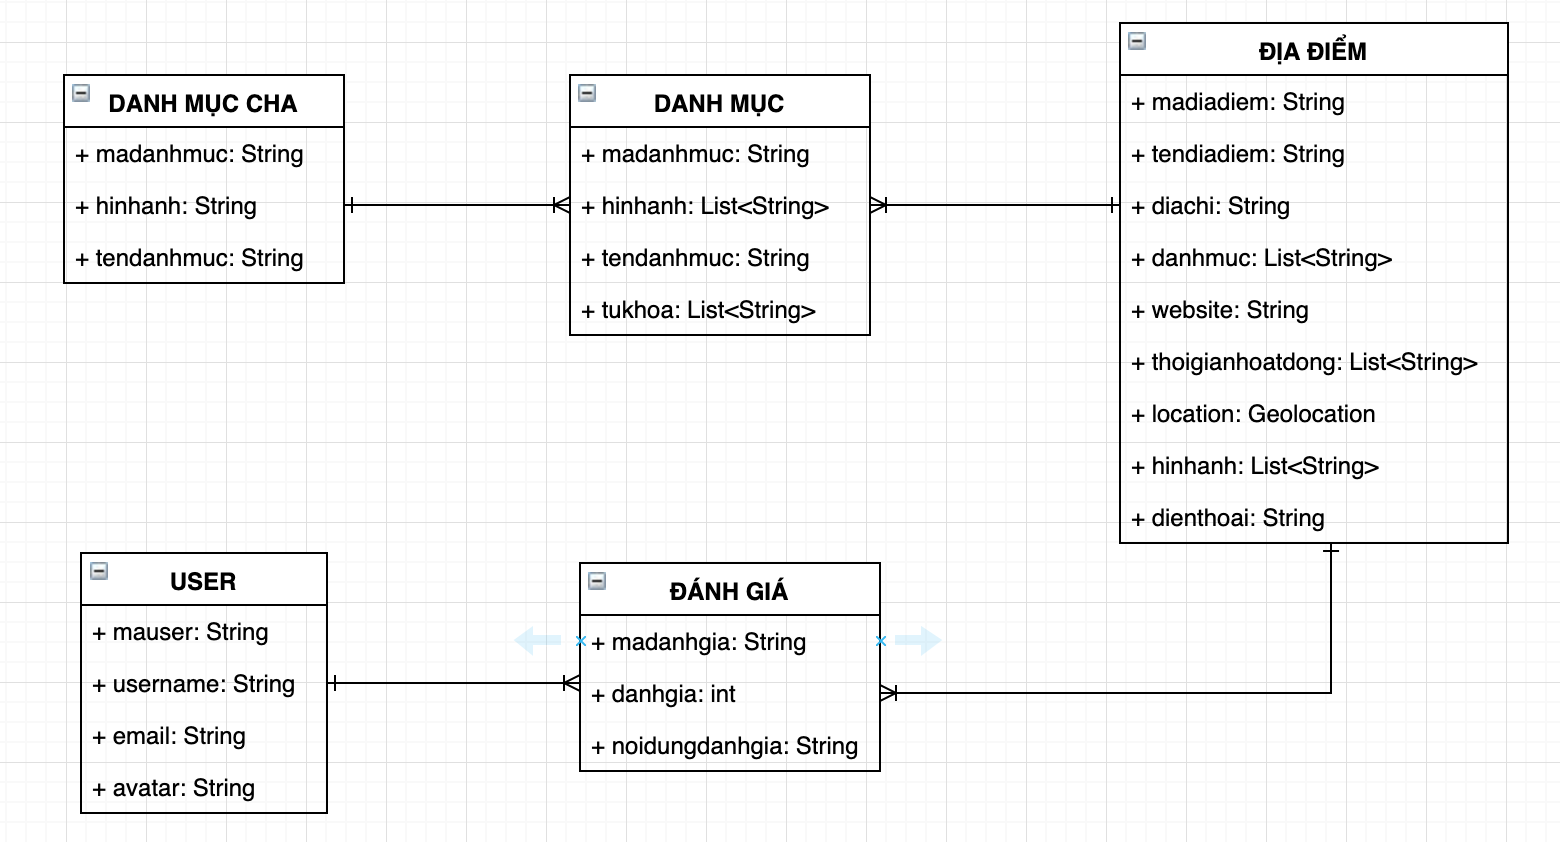 DANH MỤC CHA
+ madanhmuc: String
+ hinhanh: String
+ tendanhmuc: String
DANH MỤC
+ madanhmuc: String
+ hinhanh: List<String>
+ tendanhmuc: String
+ tukhoa: List<String>
ĐỊA ĐIỂM
+ madiadiem: String
+ tendiadiem: String
+ diachi: String
+ danhmuc: List<String>
+ website: String
+ thoigianhoatdong: List<String>
+ location: Geolocation
+ hinhanh: List<String>
+ dienthoai: String
USER
+ mauser: String
+ username: String
+ email: String
+ avatar: String
ĐÁNH GIÁ
+ madanhgia: String
+ danhgia: int
+ noidungdanhgia: String